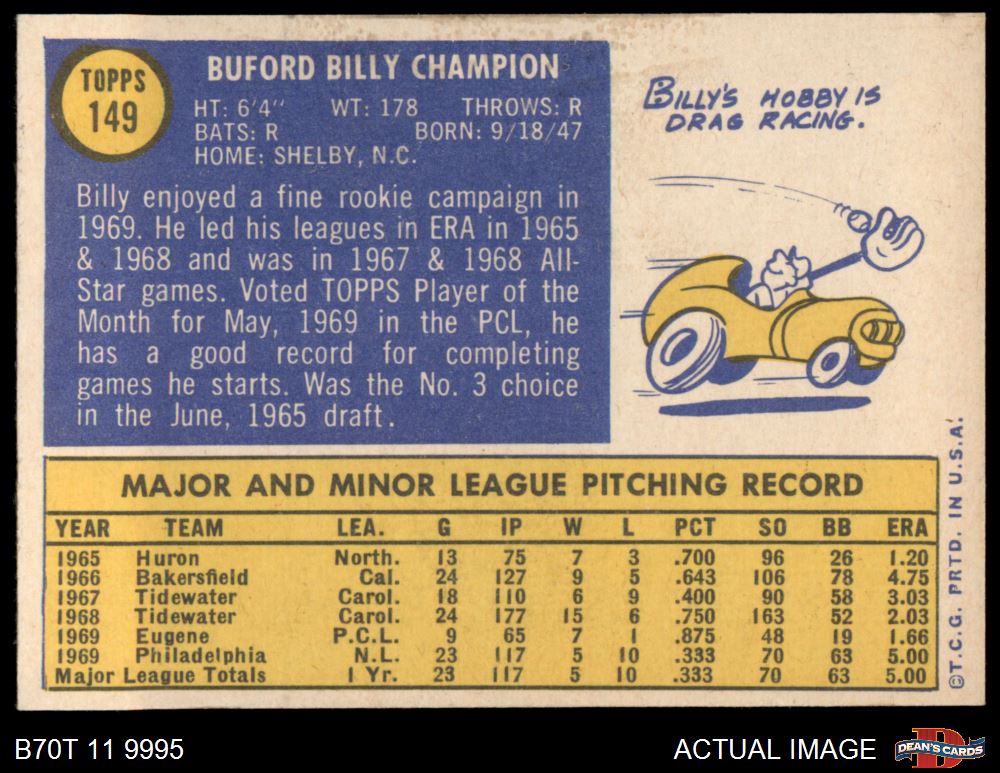 TOPPS
149
BUFORD BILLY CHAMPION
HT: 6'4" WT: 178 THROWS: R
BATS: R BORN: 9/18/47
HOME: SHELBY, N.C.
Billy enjoyed a fine rookie campaign in
1969. He led his leagues in ERA in 1965
& 1968 and was in 1967 & 1968 All-
Star games. Voted TOPPS Player of the
Month for May, 1969 in the PCL, he
has a good record for completing
games he starts. Was the No. 3 choice
in the June, 1965 draft.
BILLY'S HOBBY IS
DRAG RACING.
MAJOR AND MINOR LEAGUE PITCHING RECORD
YEAR TEAM LEA. G IP W L PCT SO BB ERA
1965 Huron North. 13 75 7 3 .700 96 26 1.20
1966 Bakersfield Cal. 24 127 9 5 .643 106 78 4.75
1967 Tidewater Carol. 18 110 6 9 .400 90 58 3.03
1968 Tidewater Carol. 24 177 15 6 .750 163 52 2.03
1969 Eugene P.C.L. 9 65 7 1 .875 48 19 1.66
1969 Philadelphia N.L. 23 117 5 10 .333 70 63 5.00
Major League Totals 1 Yr. 23 117 5 10 .333 70 63 5.00
©T.C.G. PRTD. IN U.S.A.
B70T 11 9995
ACTUAL IMAGE
D
DEAN'S CARDS